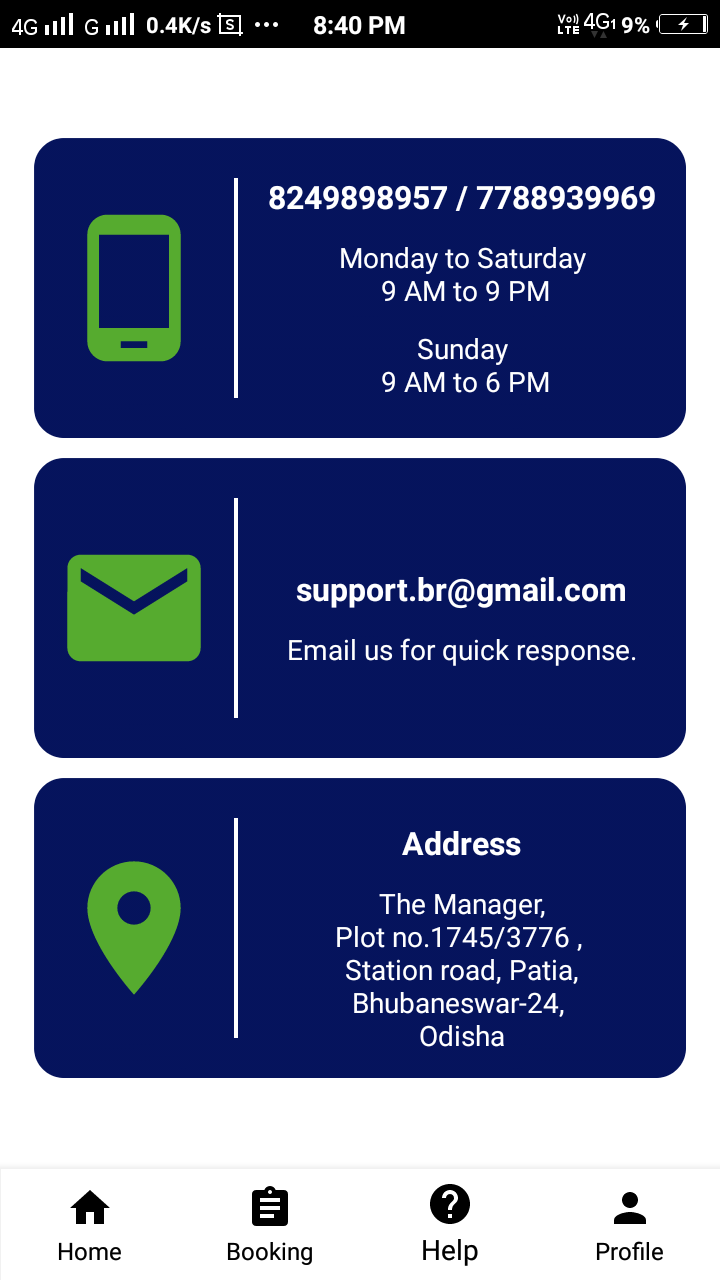 4G G 0.4K/s S ... 8:40 PM Vo)) LTE 4G1 9%
8249898957 / 7788939969
Monday to Saturday
9 AM to 9 PM
Sunday
9 AM to 6 PM
support.br@gmail.com
Email us for quick response.
Address
The Manager,
Plot no.1745/3776 ,
Station road, Patia,
Bhubaneswar-24,
Odisha
Home Booking Help Profile